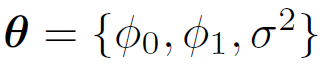 𝜽 = {ϕ₀, ϕ₁, σ²}